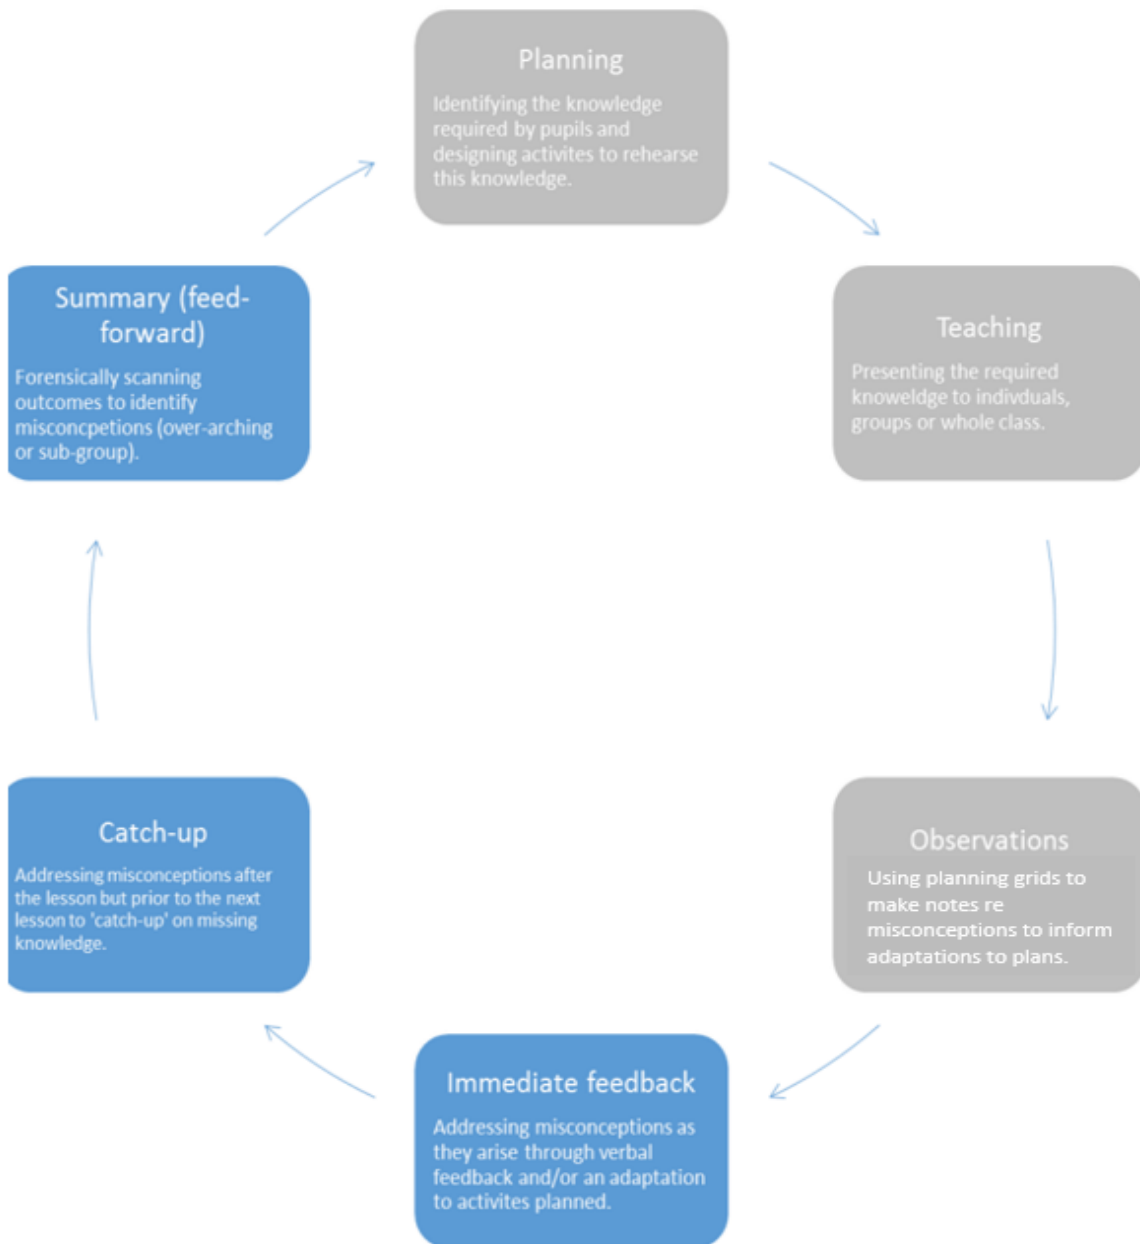 Planning
Identifying the knowledge
required by pupils and
designing activites to rehearse
this knowledge.
Teaching
Presenting the required
knoweldge to indivduals,
groups or whole class.
Observations
Using planning grids to
make notes re
misconceptions to inform
adaptations to plans.
Immediate feedback
Addressing misconceptions as
they arise through verbal
feedback and/or an adaptation
to activites planned.
Catch-up
Addressing misconceptions after
the lesson but prior to the next
lesson to 'catch-up' on missing
knowledge.
Summary (feed-
forward)
Forensically scanning
outcomes to identify
misconcpetions (over-arching
or sub-group).